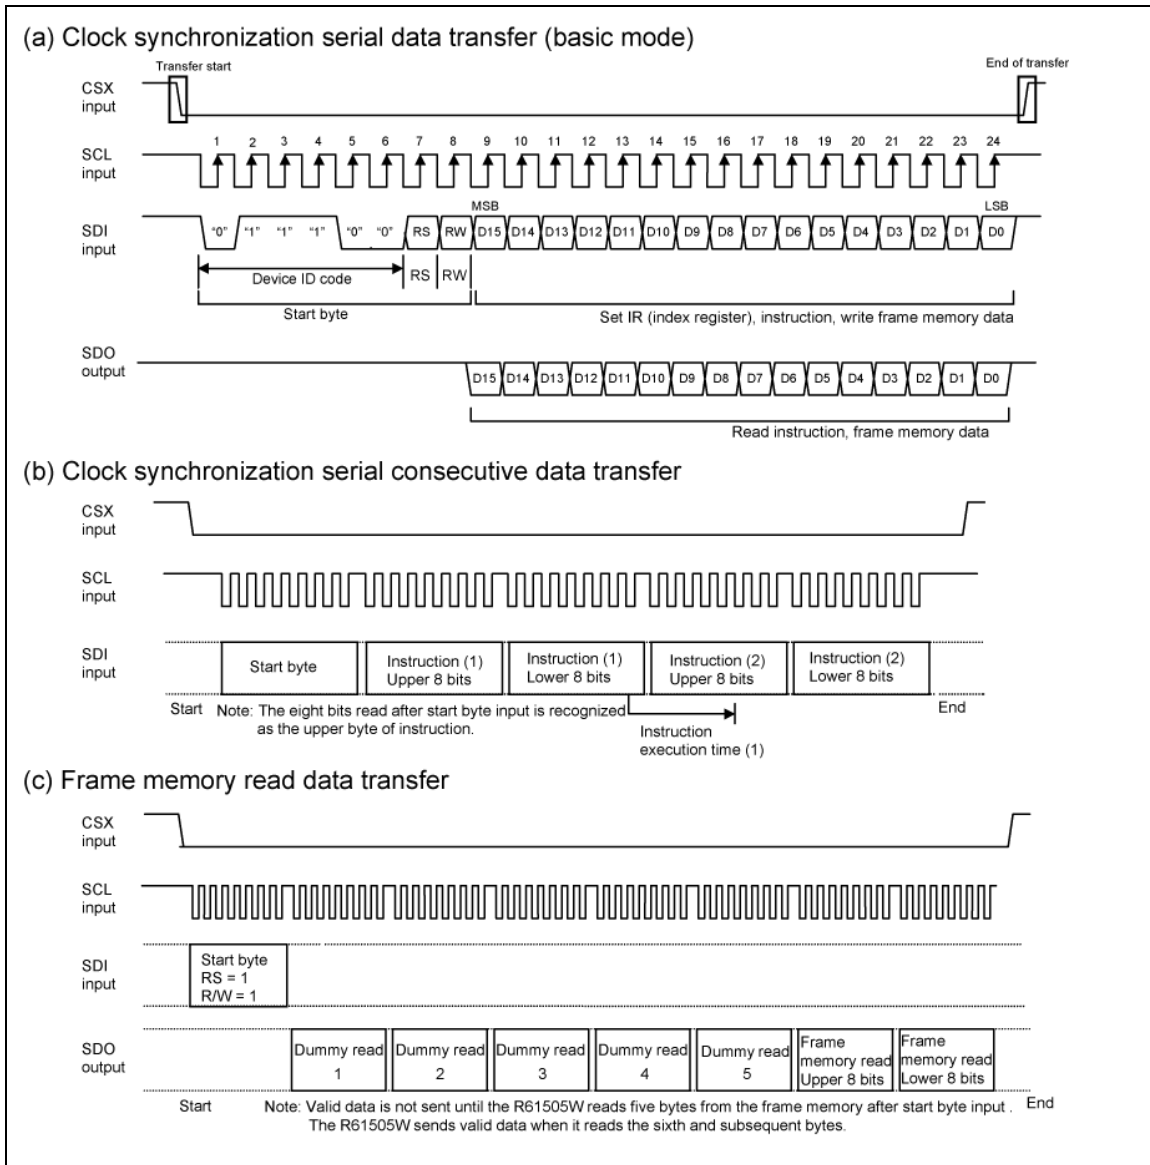 (a) Clock synchronization serial data transfer (basic mode)
Transfer start
End of transfer
CSX
input
1 2 3 4 5 6 7 8 9 10 11 12 13 14 15 16 17 18 19 20 21 22 23 24
SCL
input
MSB
LSB
SDI
input
“0” “1” “1” “1” “0” “0” RS RW D15 D14 D13 D12 D11 D10 D9 D8 D7 D6 D5 D4 D3 D2 D1 D0
Device ID code
RS RW
Start byte
Set IR (index register), instruction, write frame memory data
SDO
output
D15 D14 D13 D12 D11 D10 D9 D8 D7 D6 D5 D4 D3 D2 D1 D0
Read instruction, frame memory data
(b) Clock synchronization serial consecutive data transfer
CSX
input
SCL
input
SDI
input
Start byte
Instruction (1)
Upper 8 bits
Instruction (1)
Lower 8 bits
Instruction (2)
Upper 8 bits
Instruction (2)
Lower 8 bits
Start
Note: The eight bits read after start byte input is recognized
as the upper byte of instruction.
End
Instruction
execution time (1)
(c) Frame memory read data transfer
CSX
input
SCL
input
SDI
input
Start byte
RS = 1
R/W = 1
SDO
output
Dummy read
1
Dummy read
2
Dummy read
3
Dummy read
4
Dummy read
5
Frame
memory read
Upper 8 bits
Frame
memory read
Lower 8 bits
Start
Note: Valid data is not sent until the R61505W reads five bytes from the frame memory after start byte input .
The R61505W sends valid data when it reads the sixth and subsequent bytes.
End